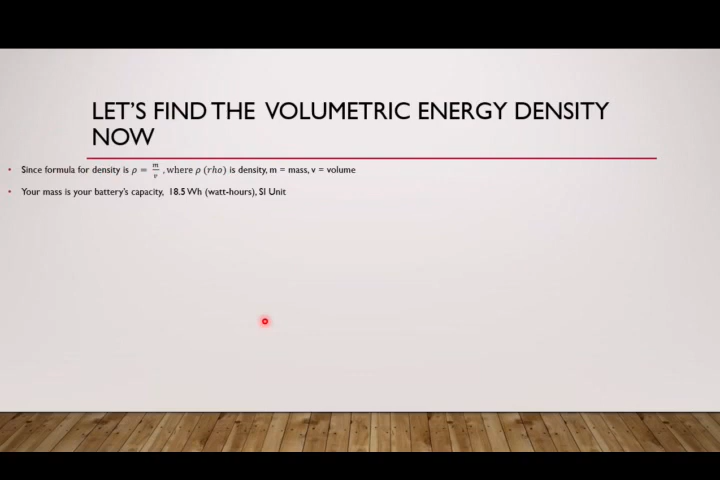 LET'S FIND THE VOLUMETRIC ENERGY DENSITY
NOW
• Since formula for density is ρ = m/v , where ρ (rho) is density, m = mass, v = volume
• Your mass is your battery's capacity, 18.5 Wh (watt-hours), SI Unit